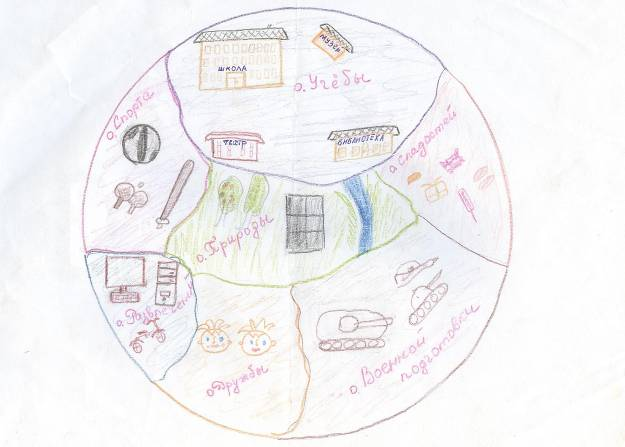 школа
музей
о. Учёбы
театр
библиотека
о. Спорта
о. Сладостей
о. Природы
о. Развлечений
о. Дружбы
о. Военной
подготовки